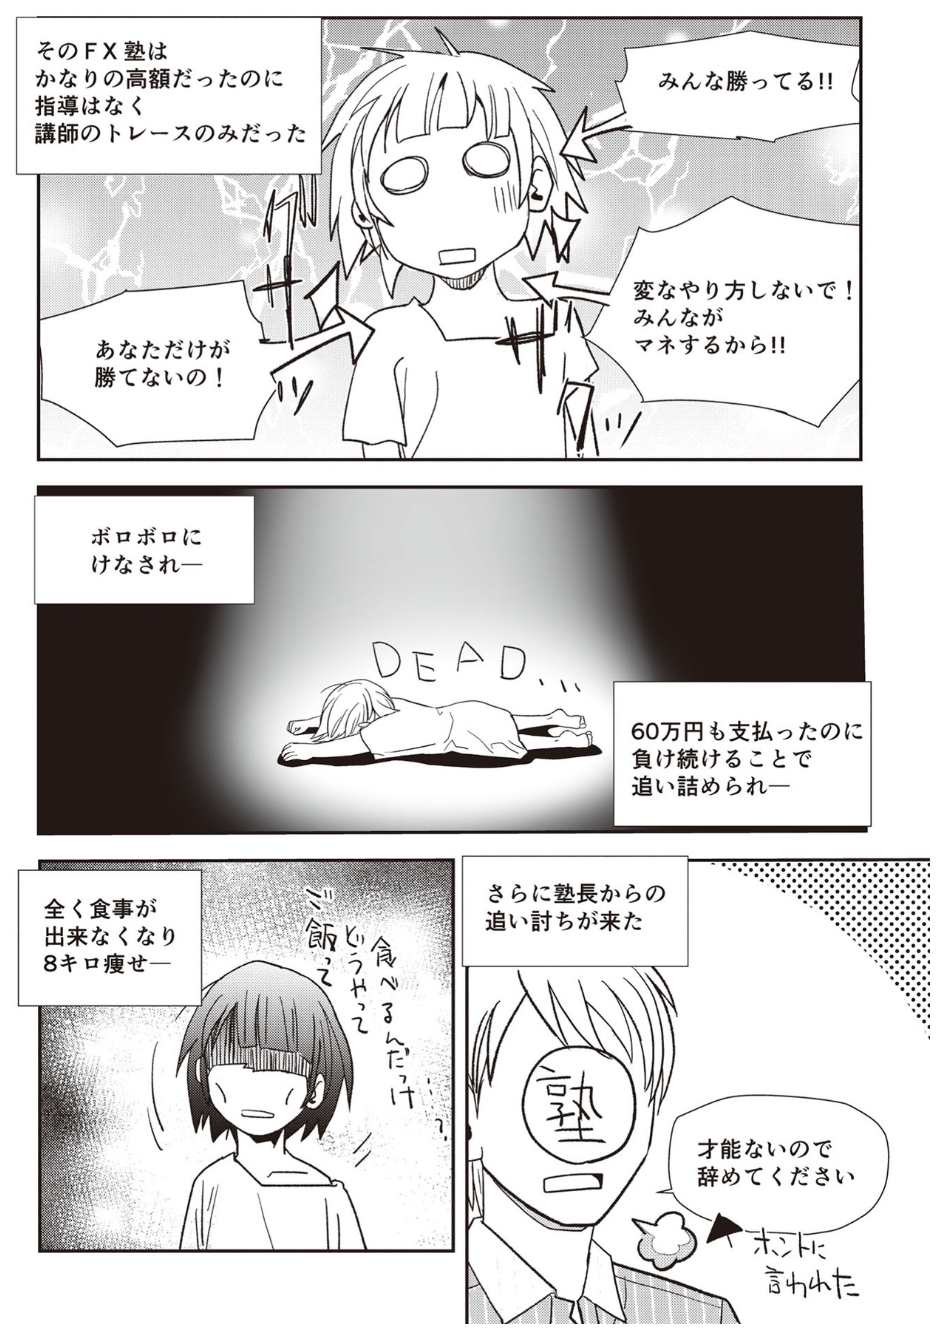 そのＦＸ塾は
かなりの高額だったのに
指導はなく
講師のトレースのみだった
みんな勝ってる!!
変なやり方しないで！
みんなが
マネするから!!
あなただけが
勝てないの！
ボロボロに
けなされ―
DEAD...
60万円も支払ったのに
負け続けることで
追い詰められ―
全く食事が
出来なくなり
8キロ痩せ―
ご飯って
どうやって
食べるんだっけ…?
さらに塾長からの
追い討ちが来た
塾
才能ないので
辞めてください
ホントに
言われた